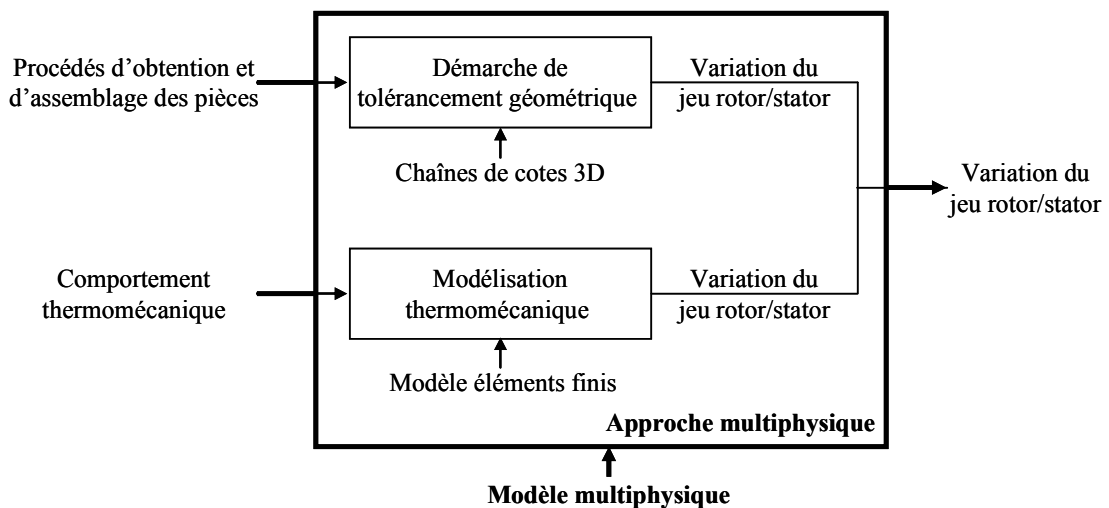 Procédés d'obtention et
d'assemblage des pièces
Démarche de
tolérancement géométrique
Variation du
jeu rotor/stator
Chaînes de cotes 3D
Variation du
jeu rotor/stator
Comportement
thermomécanique
Modélisation
thermomécanique
Variation du
jeu rotor/stator
Modèle éléments finis
Approche multiphysique
Modèle multiphysique